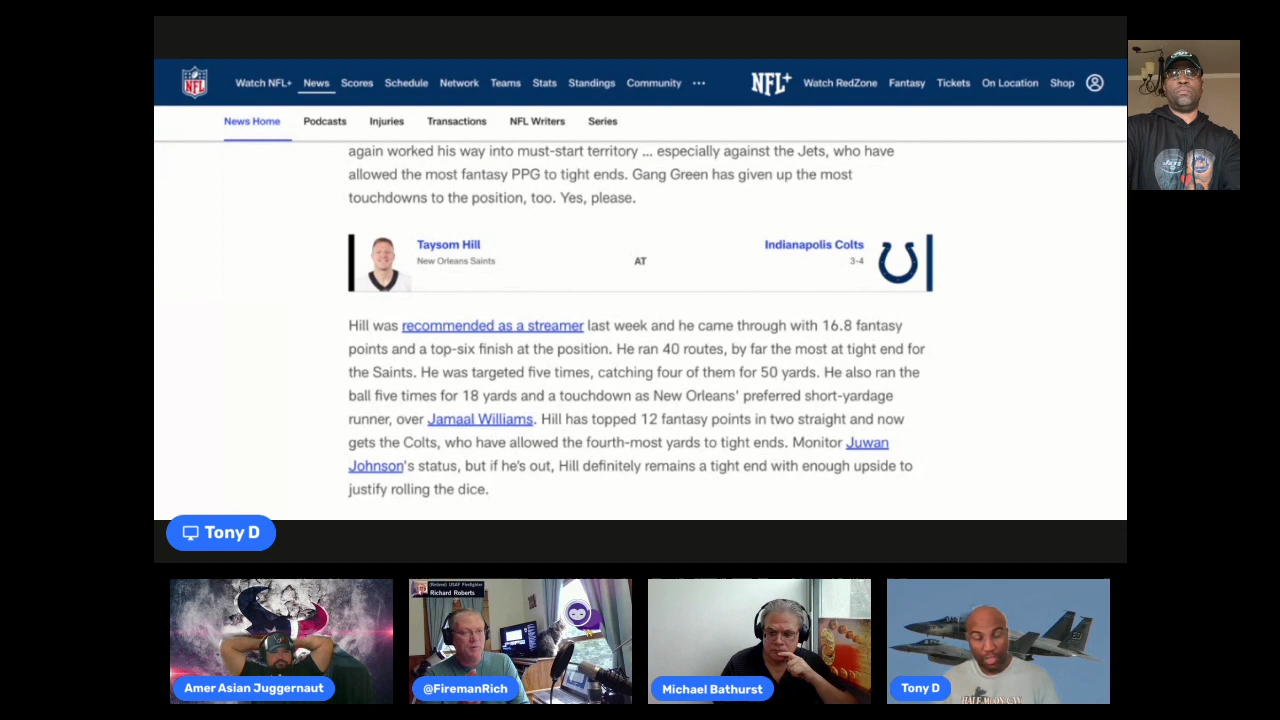 NFL
Watch NFL+ News Scores Schedule Network Teams Stats Standings Community ... NFL+ Watch RedZone Fantasy Tickets On Location Shop
News Home Podcasts Injuries Transactions NFL Writers Series
again worked his way into must-start territory ... especially against the Jets, who have
allowed the most fantasy PPG to tight ends. Gang Green has given up the most
touchdowns to the position, too. Yes, please.
Taysom Hill
New Orleans Saints
AT
Indianapolis Colts
3-4
Hill was recommended as a streamer last week and he came through with 16.8 fantasy
points and a top-six finish at the position. He ran 40 routes, by far the most at tight end for
the Saints. He was targeted five times, catching four of them for 50 yards. He also ran the
ball five times for 18 yards and a touchdown as New Orleans' preferred short-yardage
runner, over Jamaal Williams. Hill has topped 12 fantasy points in two straight and now
gets the Colts, who have allowed the fourth-most yards to tight ends. Monitor Juwan
Johnson's status, but if he's out, Hill definitely remains a tight end with enough upside to
justify rolling the dice.
Tony D
JETS
(Retired) USAF Firefighter
Richard Roberts
Amer Asian Juggernaut
@FiremanRich
Michael Bathurst
Tony D
HALF MOON CAY